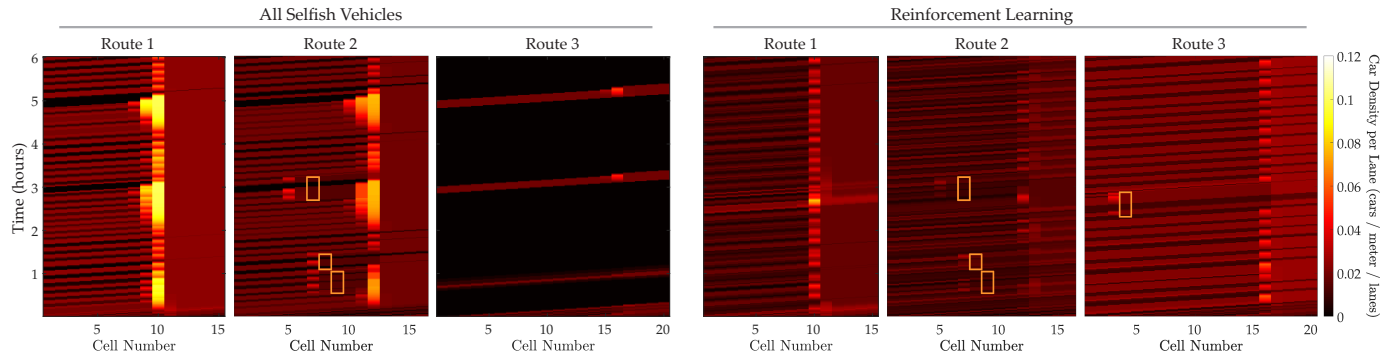 All Selfish Vehicles
Reinforcement Learning
Route 1
Route 2
Route 3
Route 1
Route 2
Route 3
Time (hours)
6
5
4
3
2
1
5 10 15
5 10 15
5 10 15 20
5 10 15
5 10 15
5 10 15 20
Cell Number
Cell Number
Cell Number
Cell Number
Cell Number
Cell Number
0.12
0.1
0.08
0.06
0.04
0.02
0
Car Density per Lane (cars / meter / lanes)